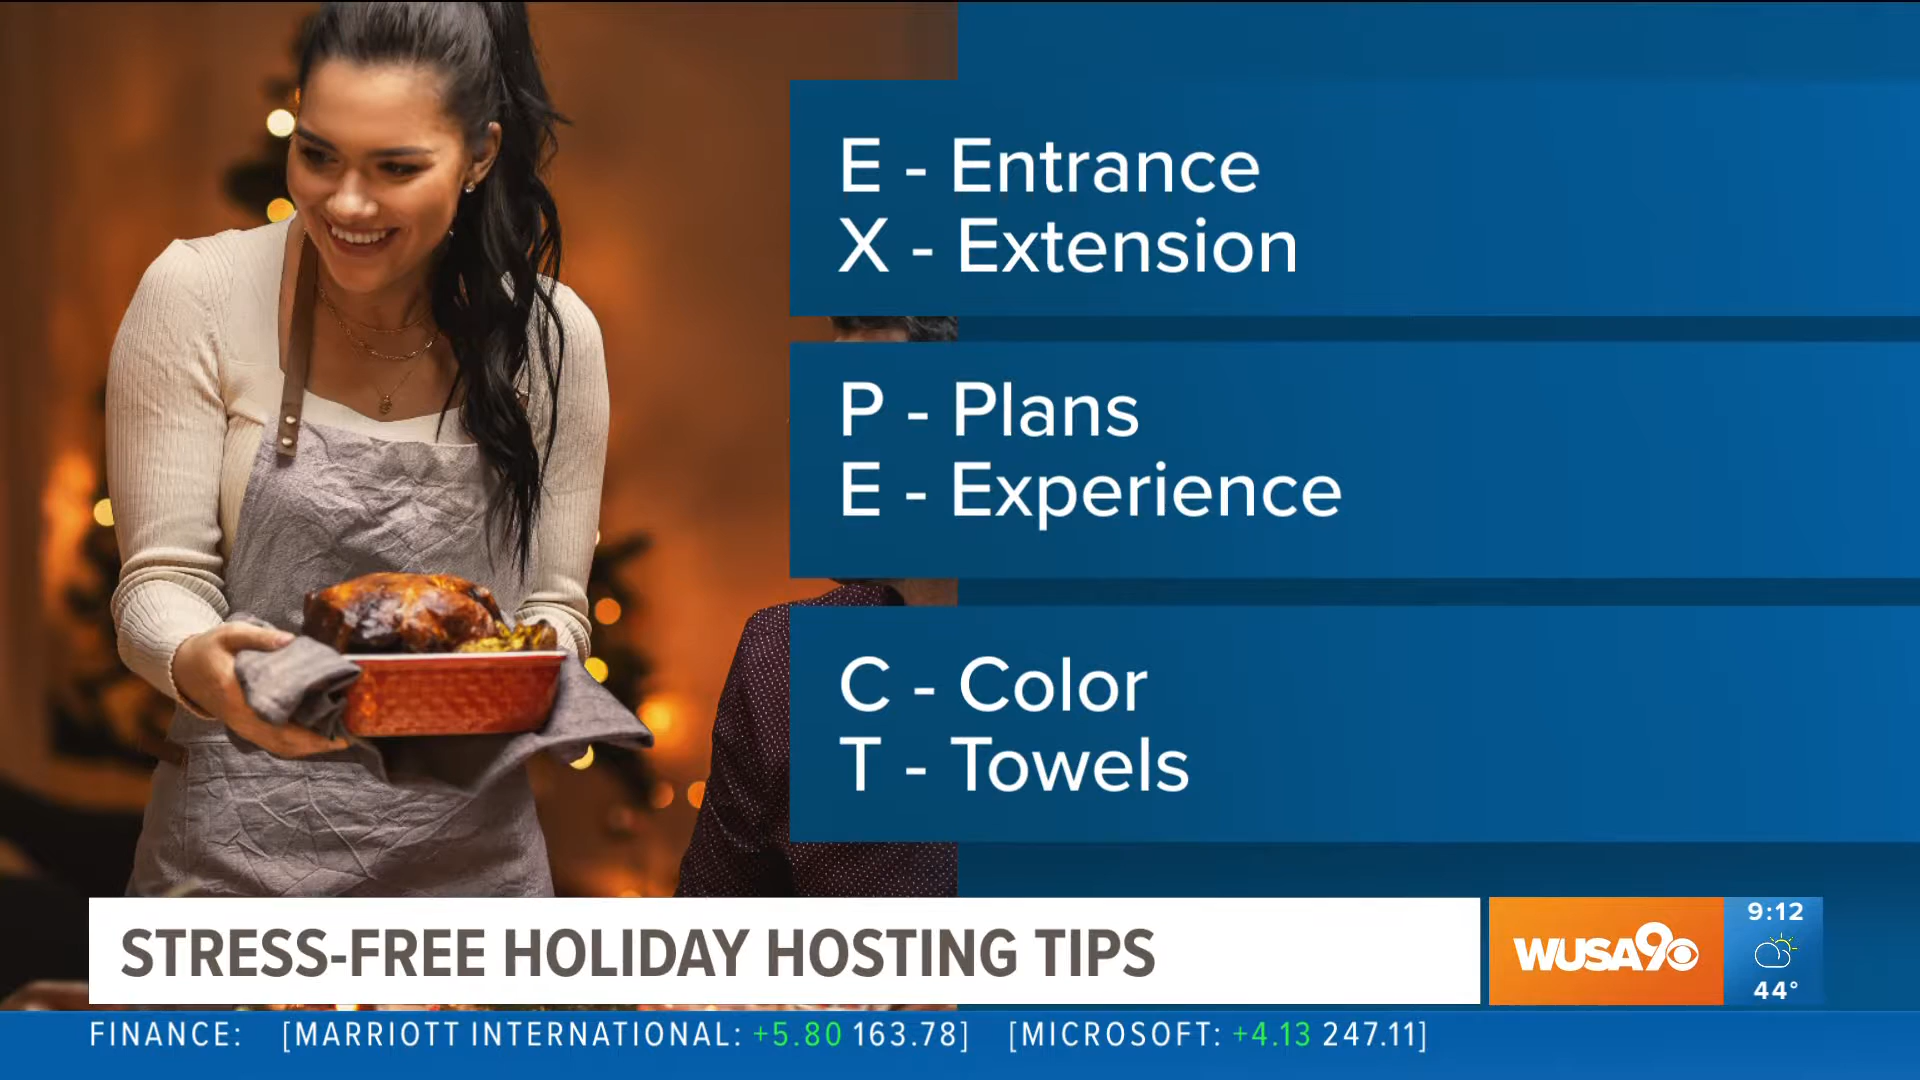 E - Entrance
X - Extension
P - Plans
E - Experience
C - Color
T - Towels
STRESS-FREE HOLIDAY HOSTING TIPS
WUSA9
9:12
44°
FINANCE: [MARRIOTT INTERNATIONAL: +5.80 163.78] [MICROSOFT: +4.13 247.11]